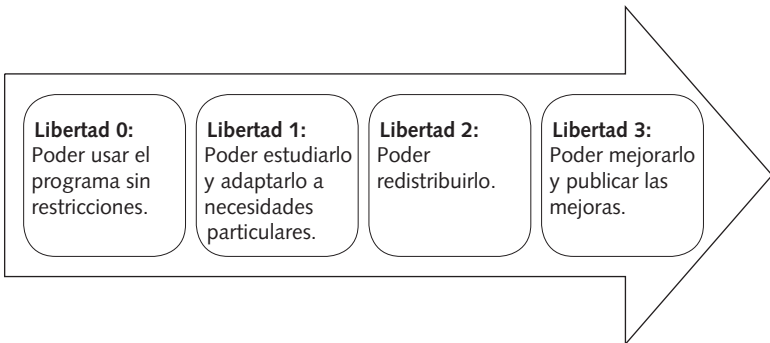 Libertad 0:
Poder usar el
programa sin
restricciones.
Libertad 1:
Poder estudiarlo
y adaptarlo a
necesidades
particulares.
Libertad 2:
Poder
redistribuirlo.
Libertad 3:
Poder mejorarlo
y publicar las
mejoras.